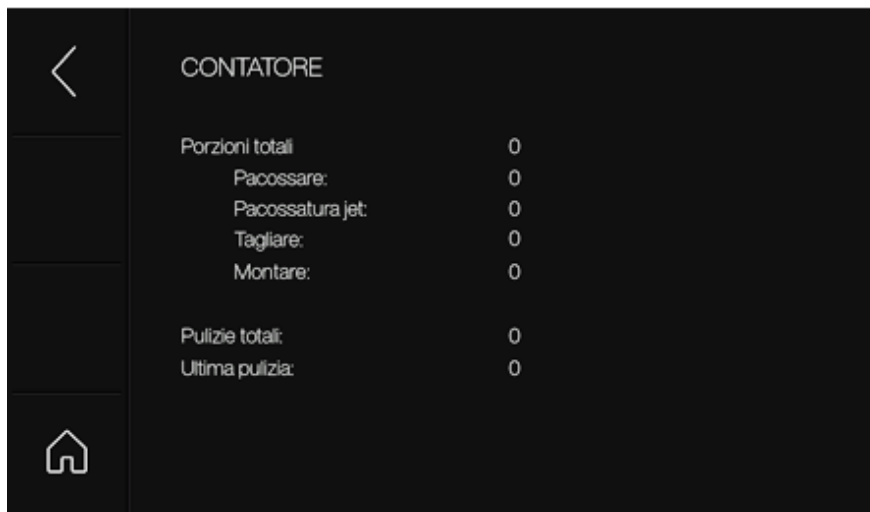 CONTATORE
Porzioni totali 0
Pacossare: 0
Pacossatura jet: 0
Tagliare: 0
Montare: 0
Pulizie totali: 0
Ultima pulizia: 0